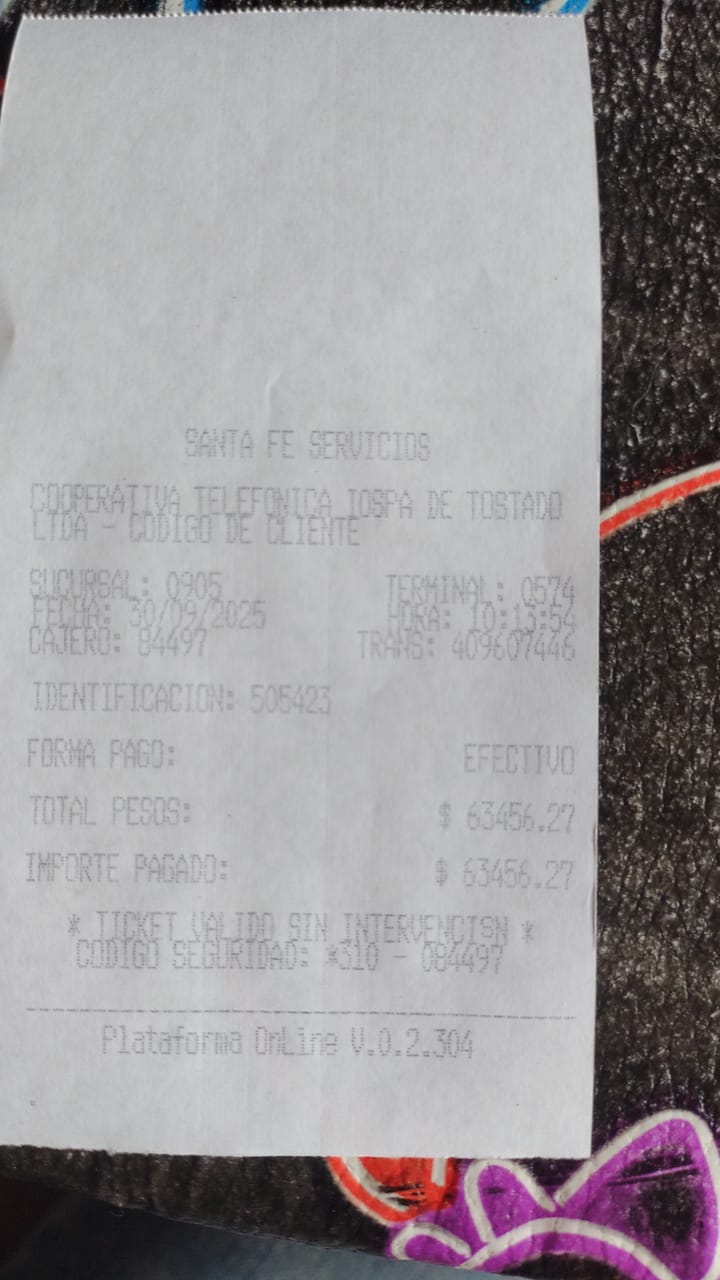 SANTA FE SERVICIOS
COOPERATIVA TELEFONICA IOSPA DE TOSTADO
LTDA - CODIGO DE CLIENTE
SUCURSAL: 0905 TERMINAL: 0574
FECHA: 30/09/2025 HORA: 10:13:54
CAJERO: 84497 TRANS: 409607446
IDENTIFICACION: 505423
FORMA PAGO: EFECTIVO
TOTAL PESOS: $ 63456.27
IMPORTE PAGADO: $ 63456.27
* TICKET VALIDO SIN INTERVENCION *
CODIGO SEGURIDAD: *310 - 084497
Plataforma OnLine V.0.2.304